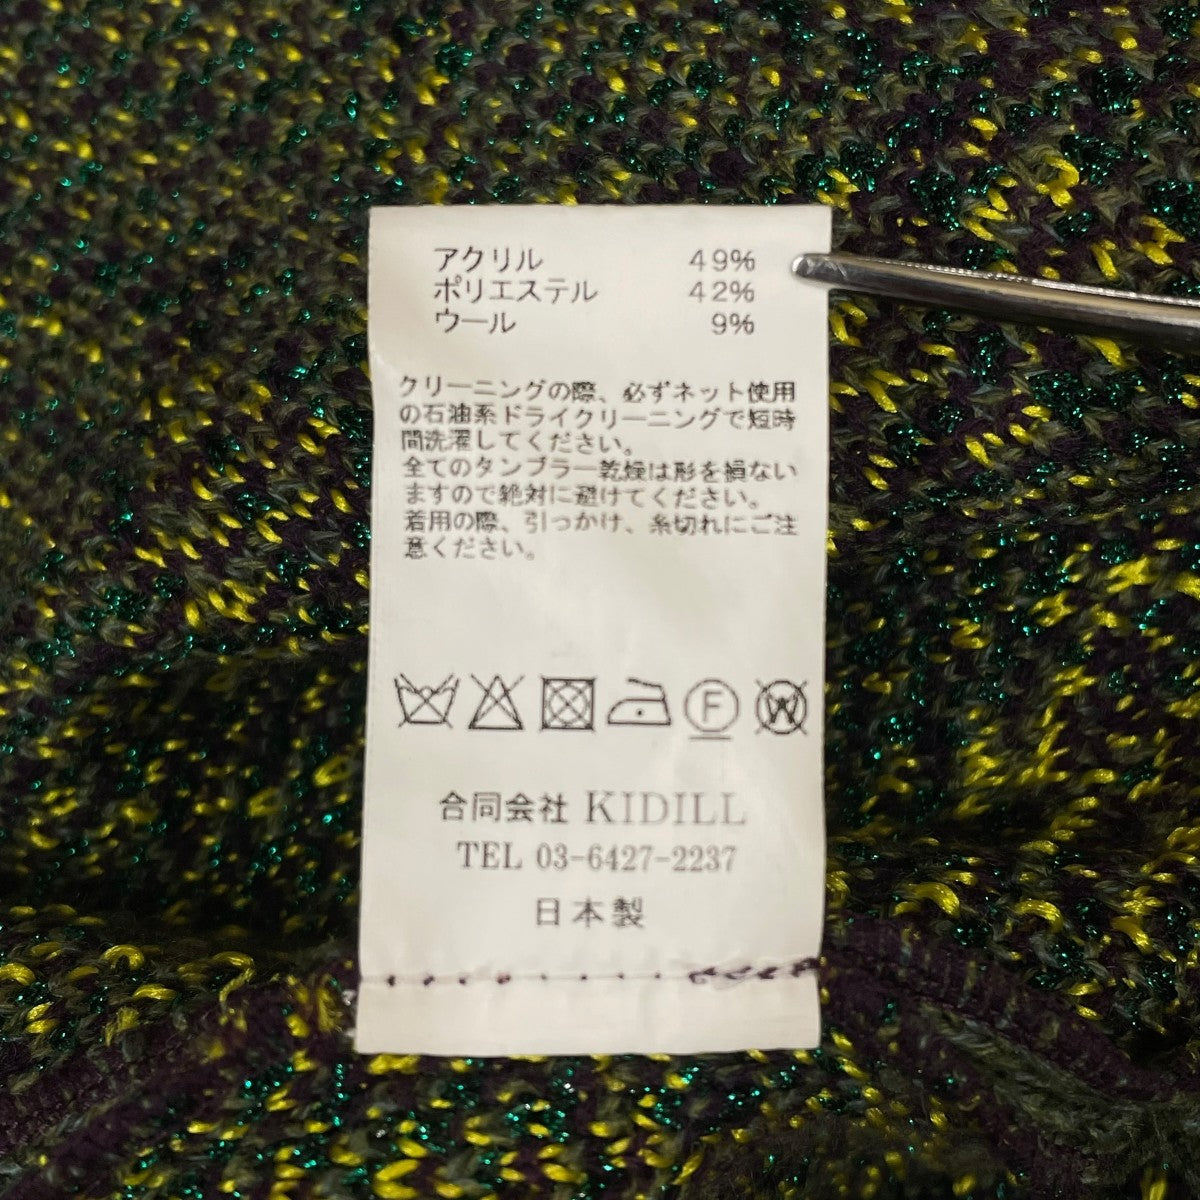 アクリル 49%
ポリエステル 42%
ウール 9%
クリーニングの際、必ずネット使用
の石油系ドライクリーニングで短時
間洗濯してください。
全てのタンブラー乾燥は形を損ない
ますので絶対に避けてください。
着用の際、引っかけ、糸切れにご注
意ください。
F W
合同会社 KIDILL
TEL 03-6427-2237
日本製